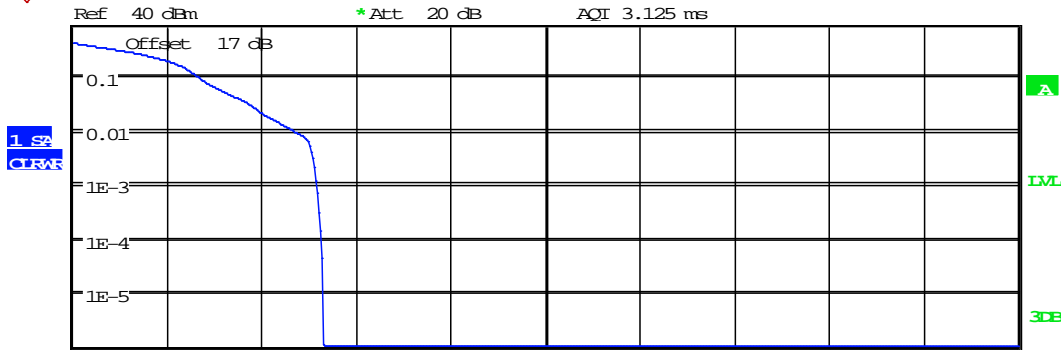 Ref 40 dBm *Att 20 dB AQT 3.125 ms
Offset 17 dB
0.1
A
1 SA
CLRWR
0.01
1E-3
LVL
1E-4
1E-5
3DB